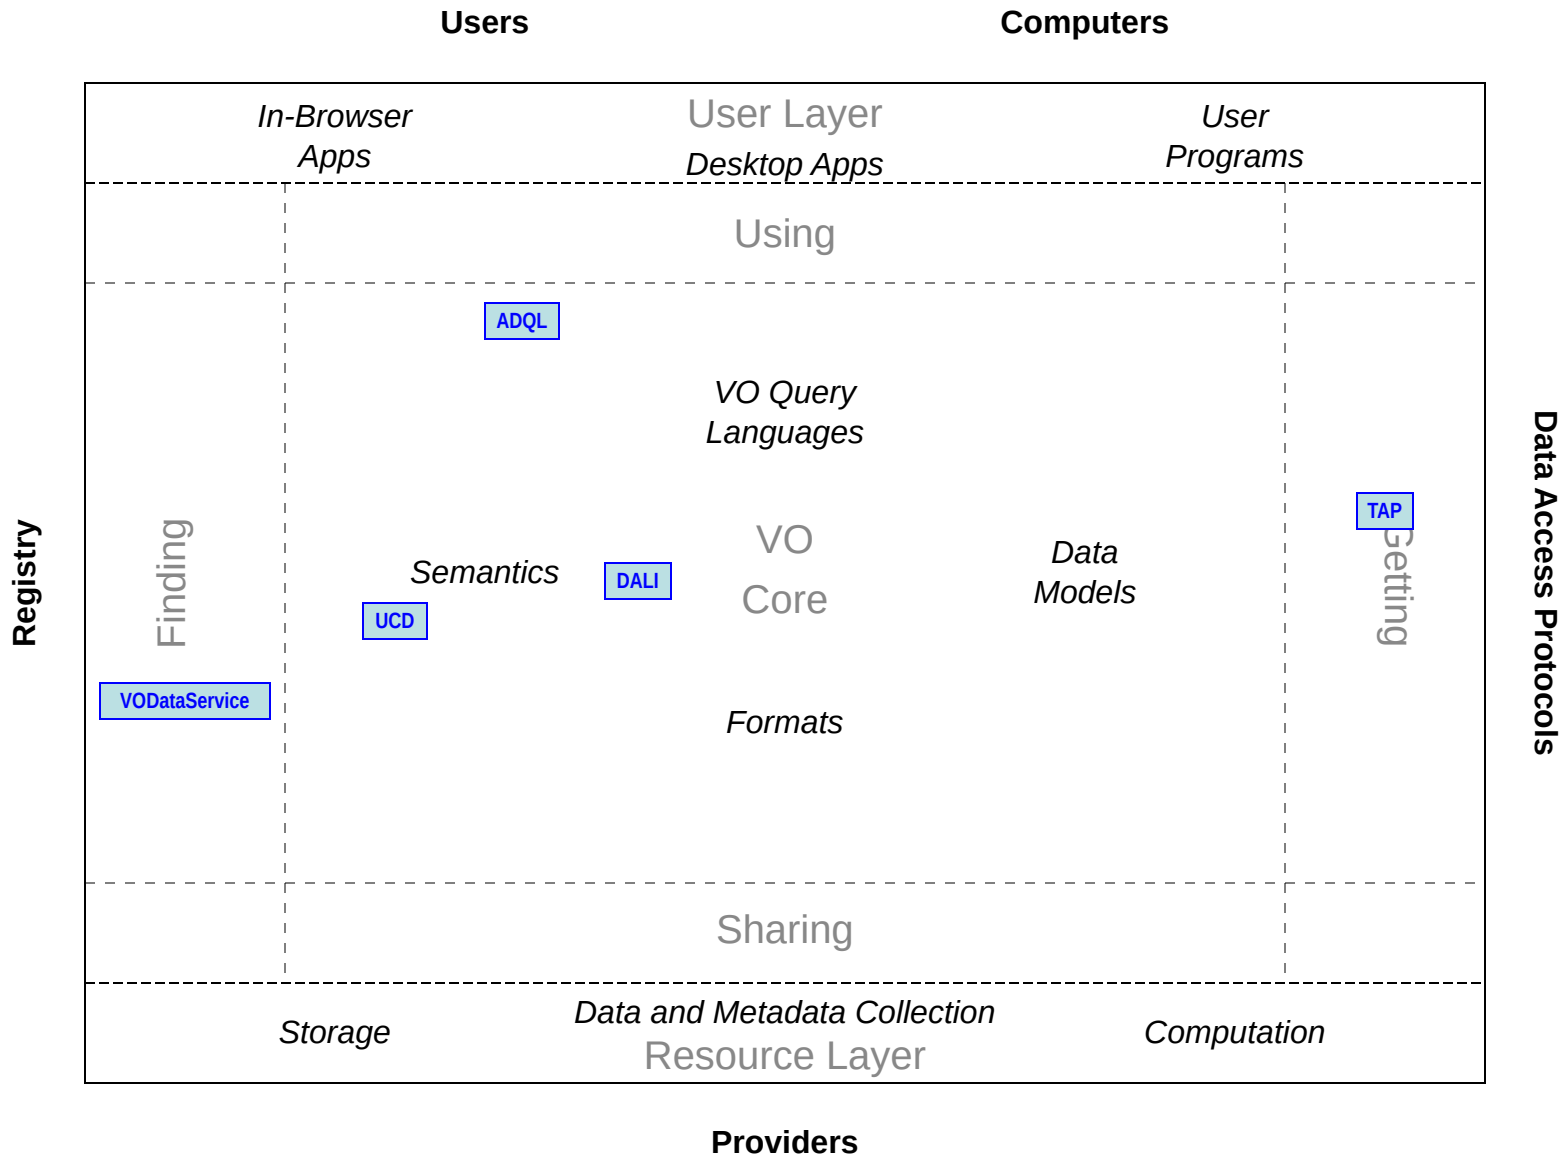 Users
Computers
In-Browser
Apps
User Layer
Desktop Apps
User
Programs
Using
ADQL
VO Query
Languages
Registry
Finding
Semantics
UCD
DALI
VO
Core
Data
Models
TAP
Getting
Data Access Protocols
VODataService
Formats
Sharing
Storage
Data and Metadata Collection
Resource Layer
Computation
Providers